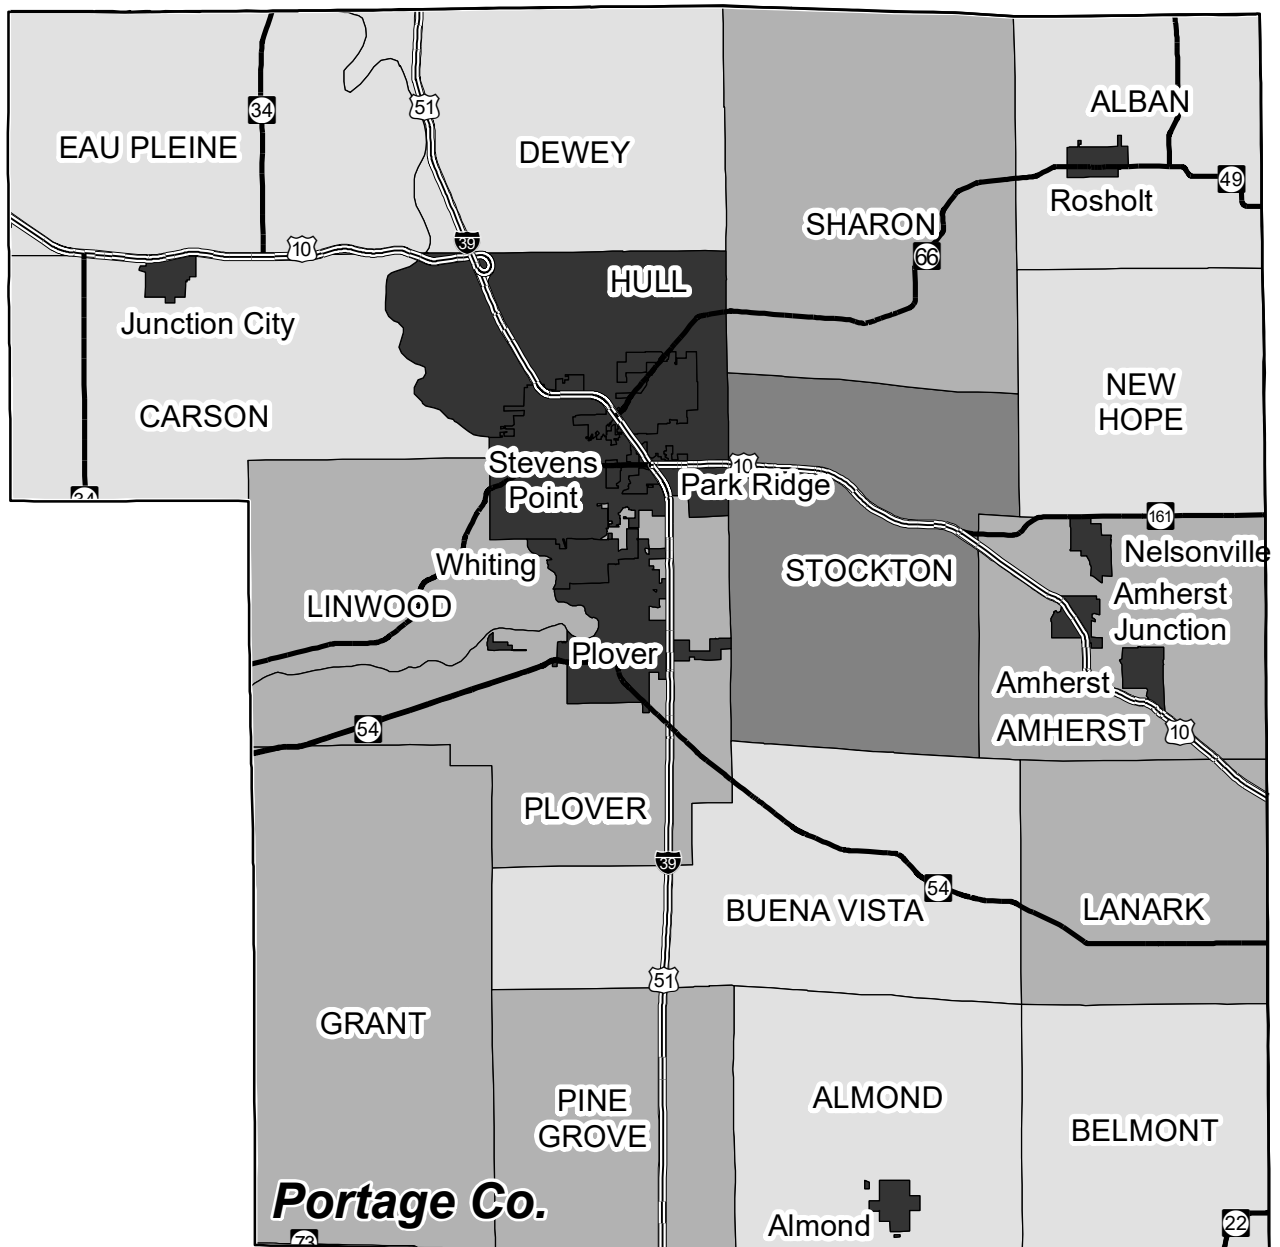 34
51
ALBAN
EAU PLEINE
DEWEY
49
Rosholt
SHARON
39
10
66
HULL
Junction City
NEW
HOPE
CARSON
Stevens
Point
10
Park Ridge
34
161
Nelsonville
Whiting
STOCKTON
Amherst
Junction
LINWOOD
Plover
Amherst
54
AMHERST
10
PLOVER
39
54
BUENA VISTA
LANARK
51
GRANT
PINE
GROVE
ALMOND
BELMONT
Portage Co.
Almond
22
73